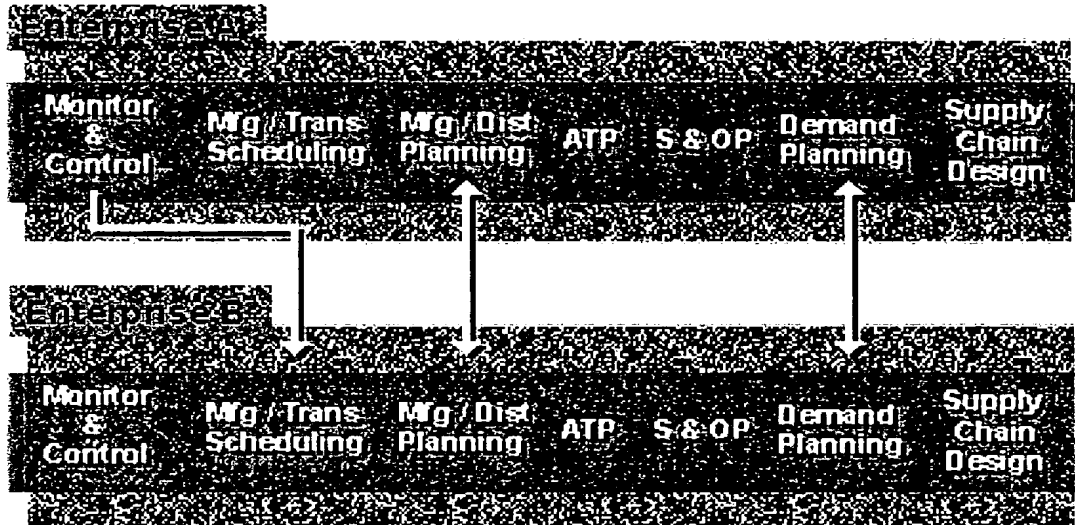 Enterprise A
Monitor
&
Control
Mfg / Trans
Scheduling
Mfg / Dist
Planning
ATP
S & OP
Demand
Planning
Supply
Chain
Design
Enterprise B
Monitor
&
Control
Mfg / Trans
Scheduling
Mfg / Dist
Planning
ATP
S & OP
Demand
Planning
Supply
Chain
Design